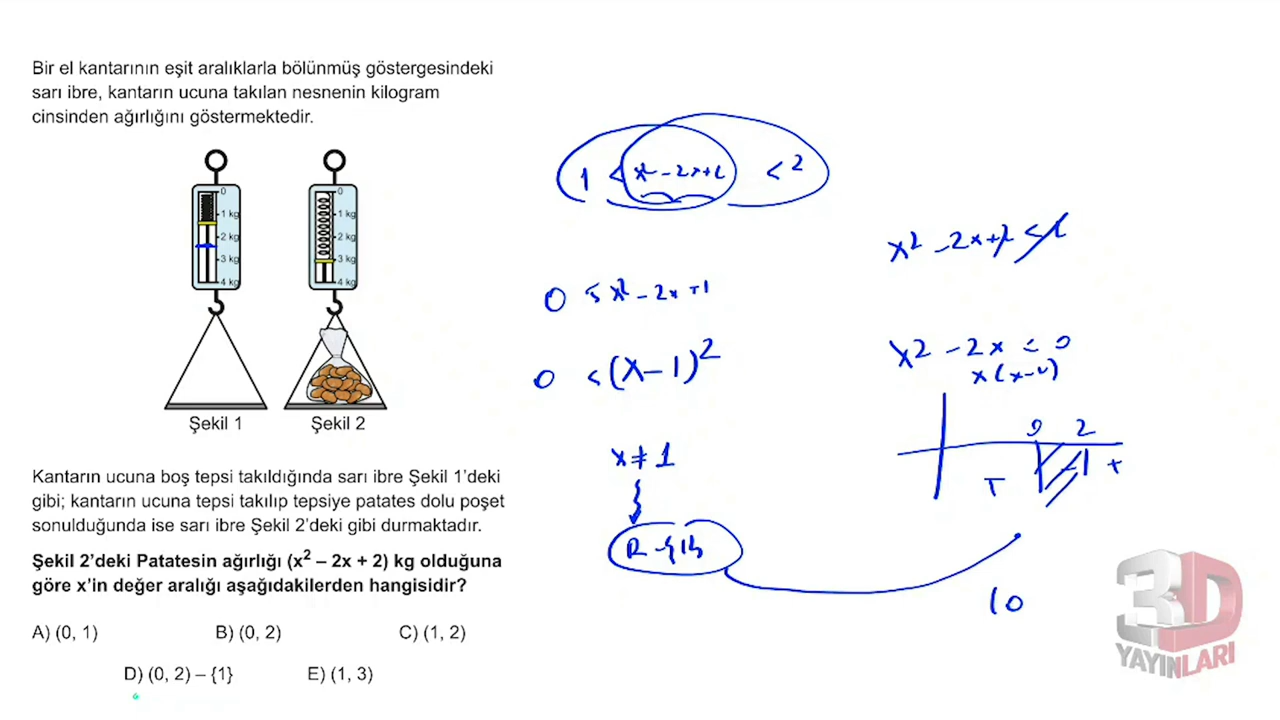 Bir el kantarının eşit aralıklarla bölünmüş göstergesindeki
sarı ibre, kantarın ucuna takılan nesnenin kilogram
cinsinden ağırlığını göstermektedir.
0
1 kg
2 kg
3 kg
4 kg
0
1 kg
2 kg
3 kg
4 kg
Şekil 1
Şekil 2
Kantarın ucuna boş tepsi takıldığında sarı ibre Şekil 1'deki
gibi; kantarın ucuna tepsi takılıp tepsiye patates dolu poşet
sonulduğunda ise sarı ibre Şekil 2'deki gibi durmaktadır.
Şekil 2'deki Patatesin ağırlığı (x² – 2x + 2) kg olduğuna
göre x'in değer aralığı aşağıdakilerden hangisidir?
A) (0, 1) B) (0, 2) C) (1, 2)
D) (0, 2) – {1} E) (1, 3)
1 < x² - 2x + 2 < 2
0 < x² - 2x + 1
0 < (x - 1)²
x ≠ 1
R - {1}
x² - 2x + 2 < 2
x² - 2x < 0
0 2
+
(0
3D
YAYINLARI